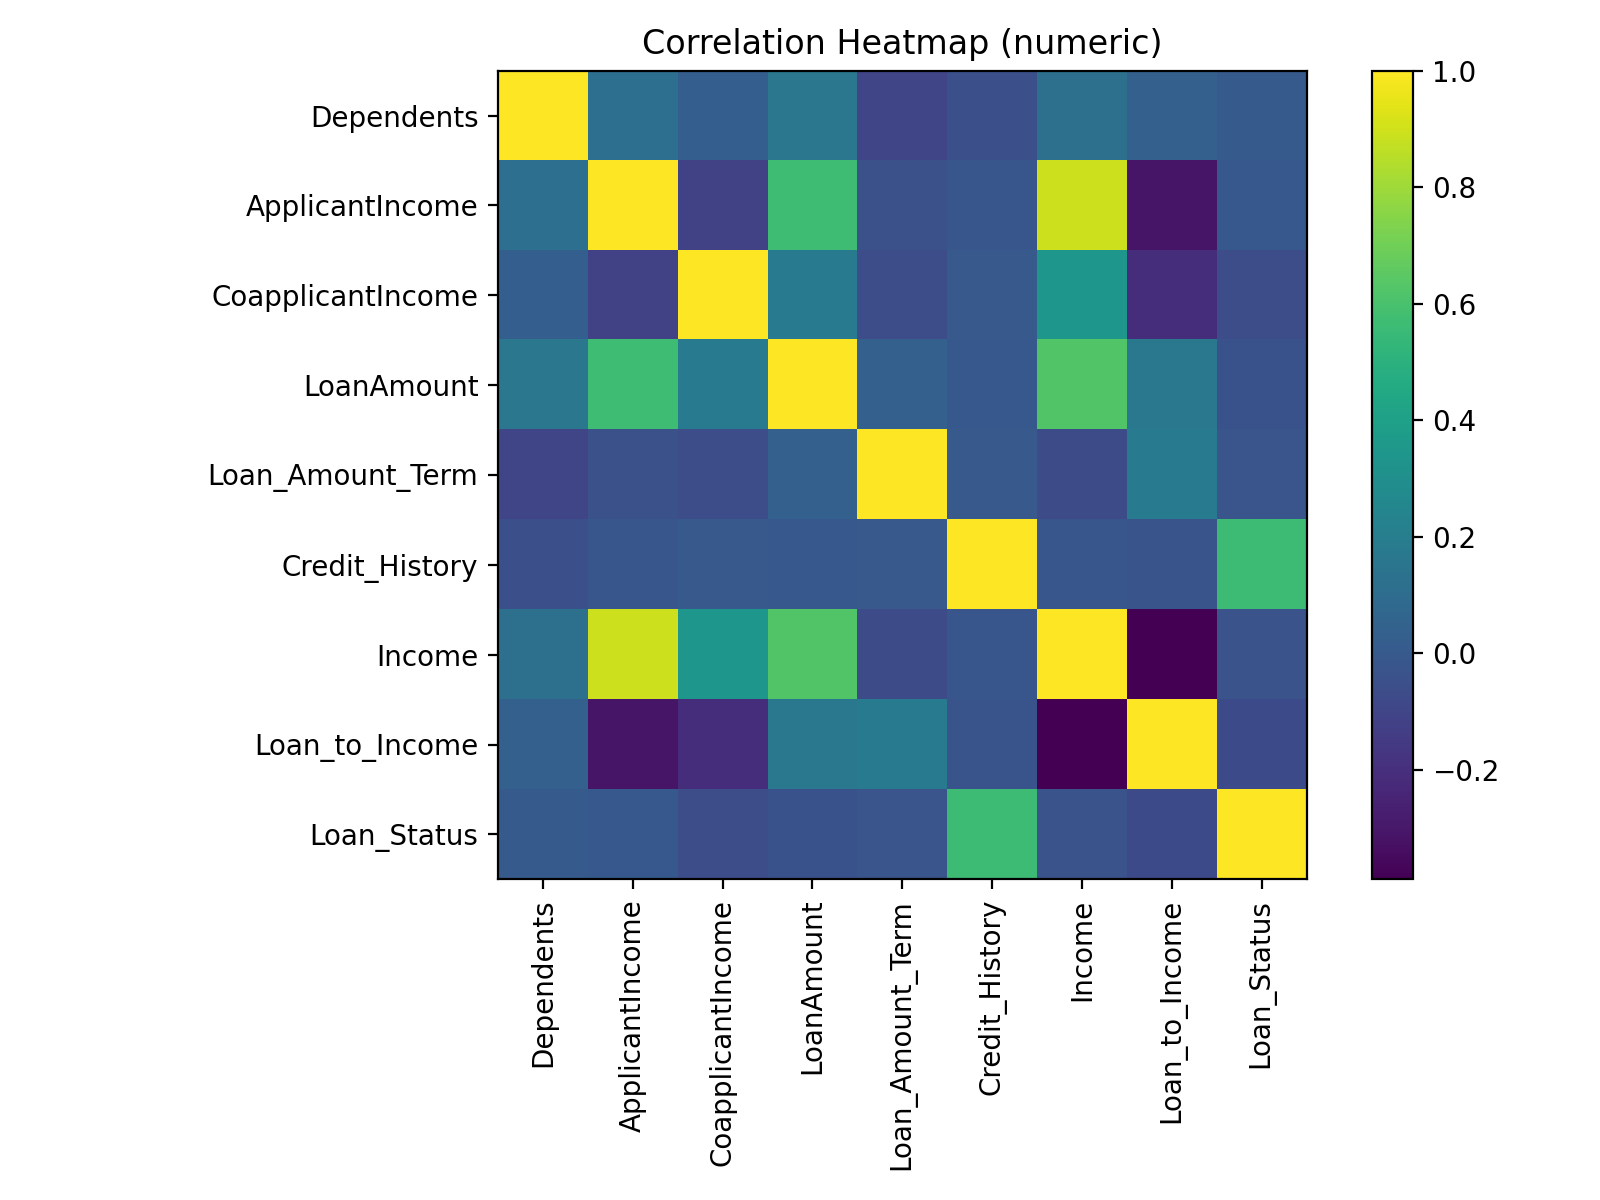 Correlation Heatmap (numeric)
Dependents
ApplicantIncome
CoapplicantIncome
LoanAmount
Loan_Amount_Term
Credit_History
Income
Loan_to_Income
Loan_Status
Dependents
ApplicantIncome
CoapplicantIncome
LoanAmount
Loan_Amount_Term
Credit_History
Income
Loan_to_Income
Loan_Status
1.0
0.8
0.6
0.4
0.2
0.0
−0.2